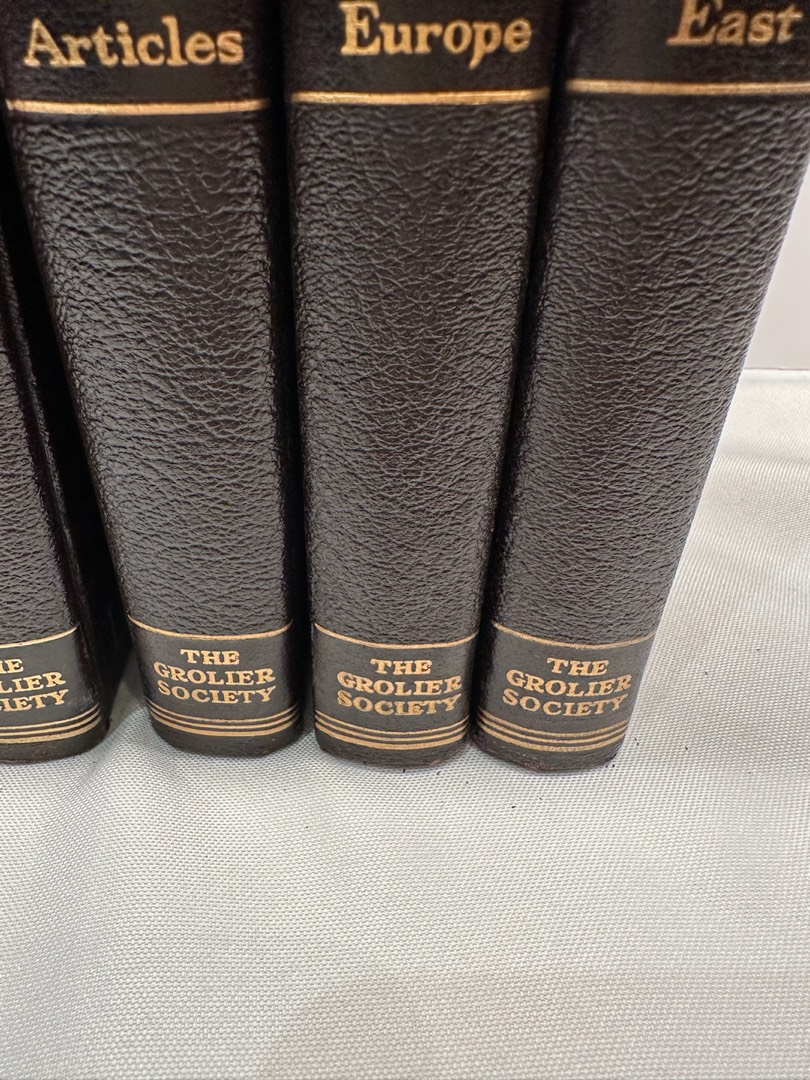 Articles
Europe
East
THE
GROLIER
SOCIETY
THE
GROLIER
SOCIETY
THE
GROLIER
SOCIETY